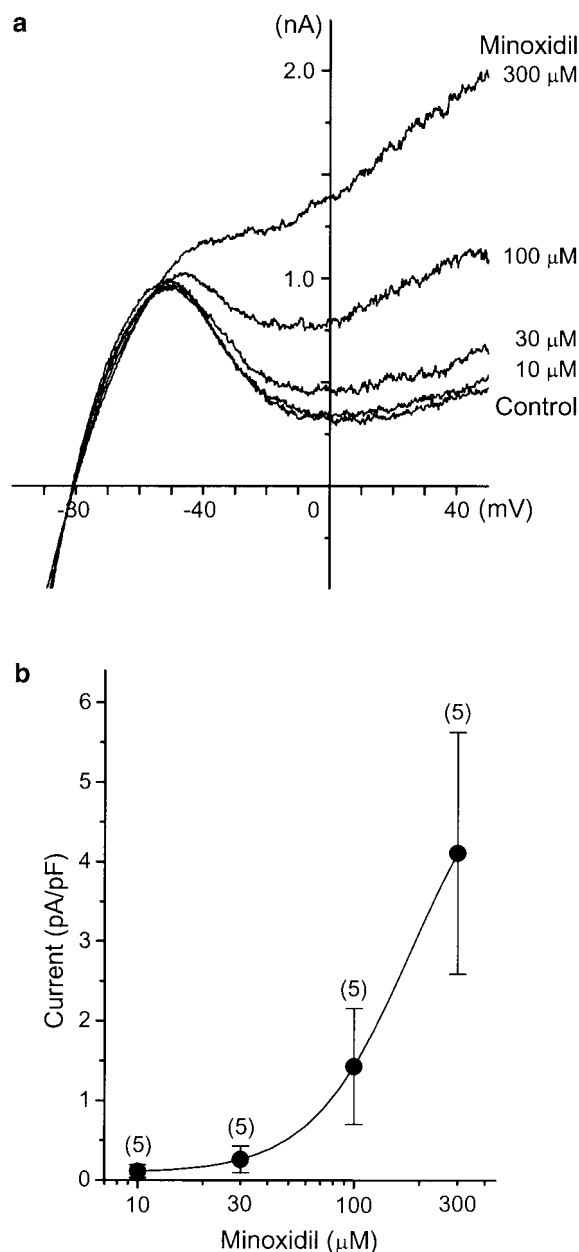 a
(nA)
Minoxidil
2.0
300 μM
1.0
100 μM
30 μM
10 μM
Control
-80
-40
0
40
(mV)
b
6
(5)
5
4
Current (pA/pF)
3
(5)
2
1
(5)
(5)
0
10
30
100
300
Minoxidil (μM)